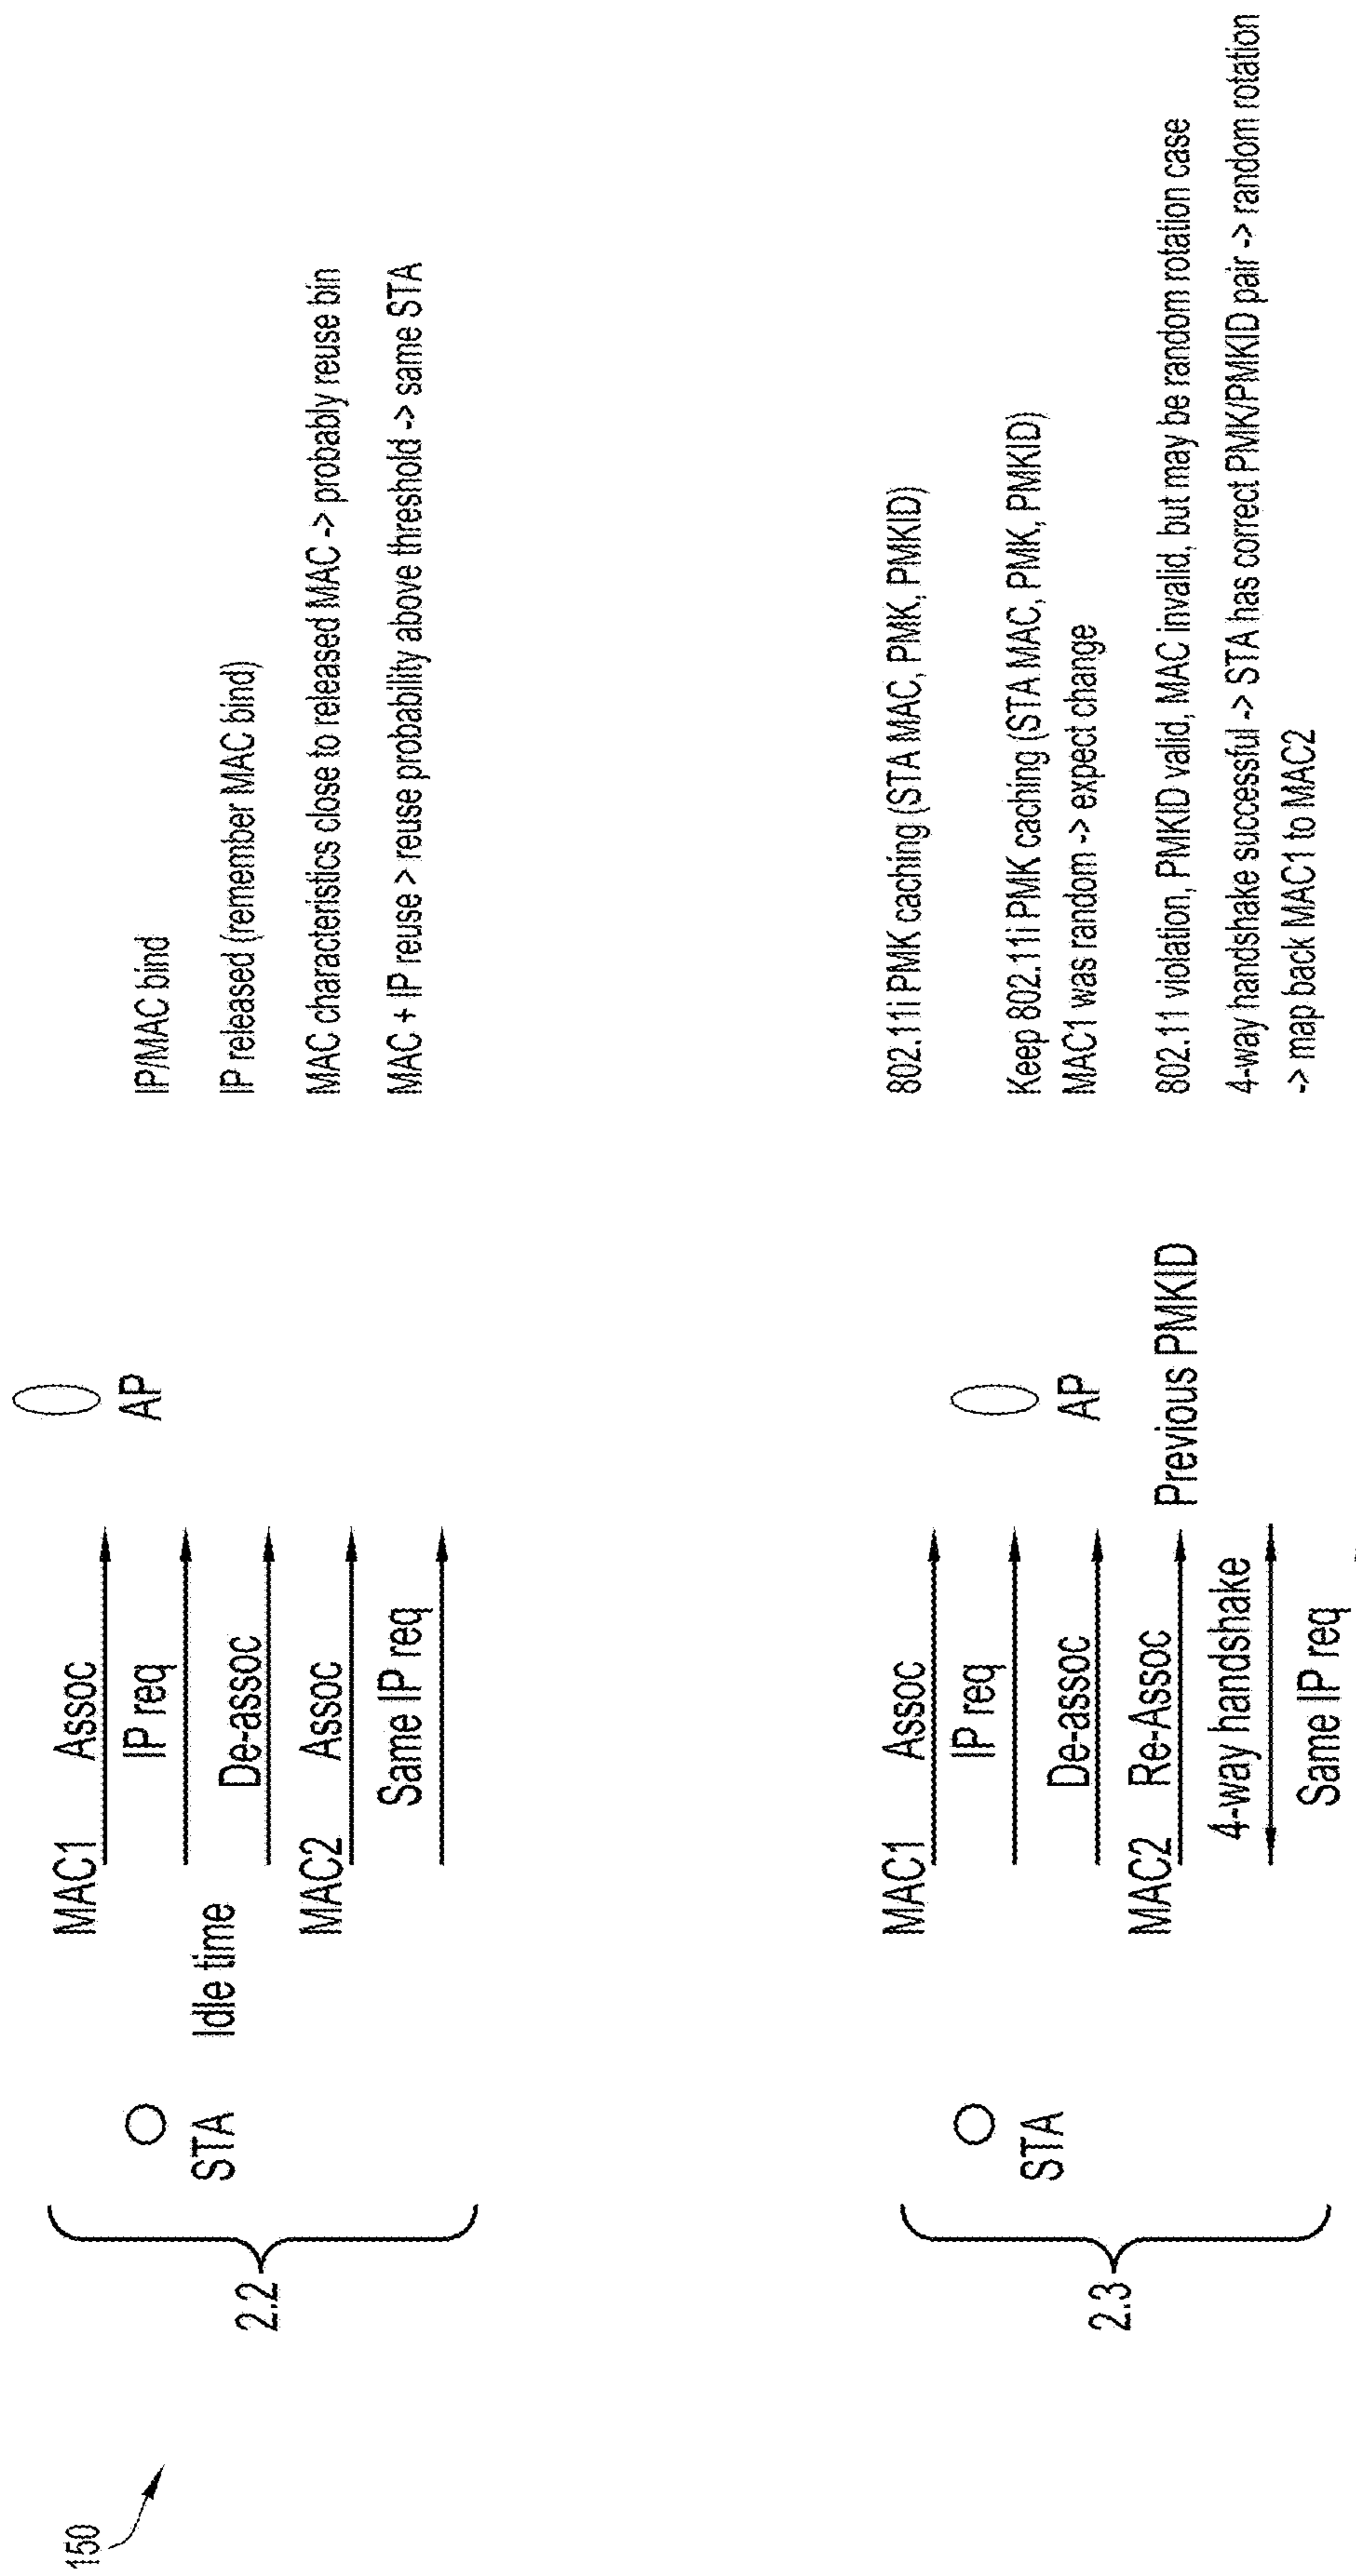 150
2.2
STA
Idle time
MAC1 Assoc
IP req
De-assoc
MAC2 Assoc
Same IP req
AP
IP/MAC bind
IP released (remember MAC bind)
MAC characteristics close to released MAC -> probably reuse bin
MAC + IP reuse > reuse probability above threshold -> same STA
2.3
STA
MAC1 Assoc
IP req
De-assoc
MAC2 Re-Assoc
4-way handshake
Same IP req
AP
Previous PMKID
802.11i PMK caching (STA MAC, PMK, PMKID)
Keep 802.11i PMK caching (STA MAC, PMK, PMKID)
MAC1 was random -> expect change
802.11 violation, PMKID valid, MAC invalid, but may be random rotation case
4-way handshake successful -> STA has correct PMK/PMKID pair -> random rotation
-> map back MAC1 to MAC2